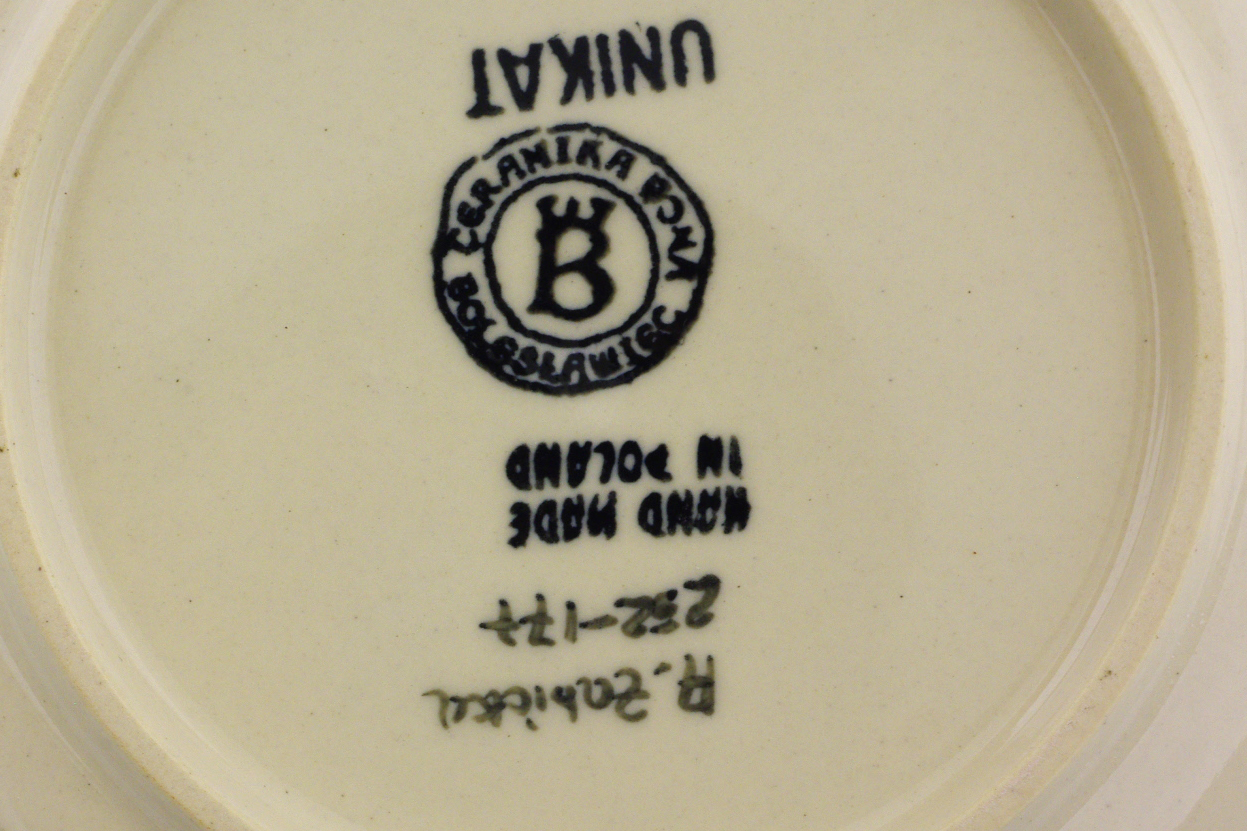 UNIKAT
CERAMIKA ARTYSTYCZNA
B
BOLESŁAWIEC
HAND MADE
IN POLAND
252-177